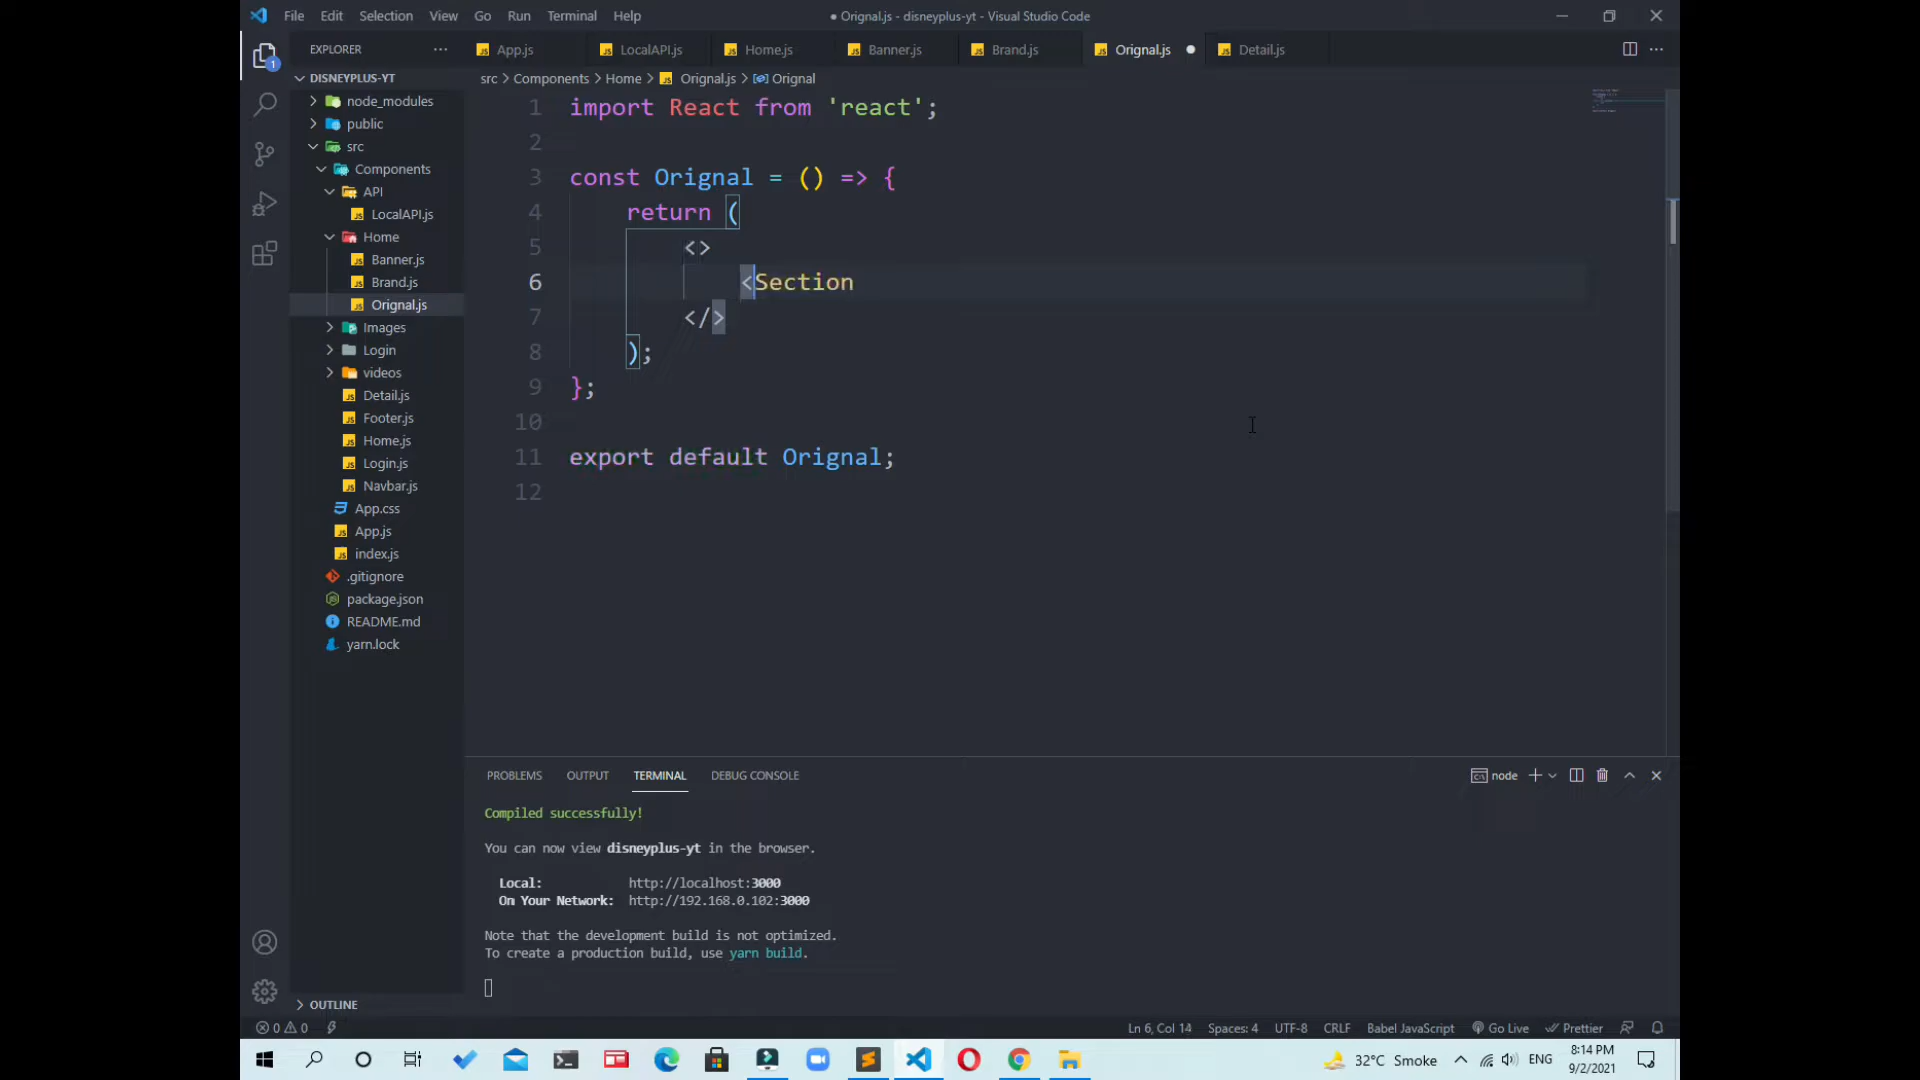 File Edit Selection View Go Run Terminal Help
● Orignal.js - disneyplus-yt - Visual Studio Code
EXPLORER
App.js LocalAPI.js Home.js Banner.js Brand.js Orignal.js Detail.js
src > Components > Home > Orignal.js > Orignal
1
DISNEYPLUS-YT
node_modules
public
src
Components
API
LocalAPI.js
Home
Banner.js
Brand.js
Orignal.js
Images
Login
videos
Detail.js
Footer.js
Home.js
Login.js
Navbar.js
App.css
App.js
index.js
.gitignore
package.json
README.md
yarn.lock
OUTLINE
1 import React from 'react';
2
3 const Orignal = () => {
4 return (
5 <>
6 <Section
7 </>
8 );
9 };
10
11 export default Orignal;
12
PROBLEMS OUTPUT TERMINAL DEBUG CONSOLE
node
Compiled successfully!
You can now view disneyplus-yt in the browser.
Local: http://localhost:3000
On Your Network: http://192.168.0.102:3000
Note that the development build is not optimized.
To create a production build, use yarn build.
0 0
Ln 6, Col 14 Spaces: 4 UTF-8 CRLF Babel JavaScript Go Live Prettier
32°C Smoke ENG
8:14 PM
9/2/2021